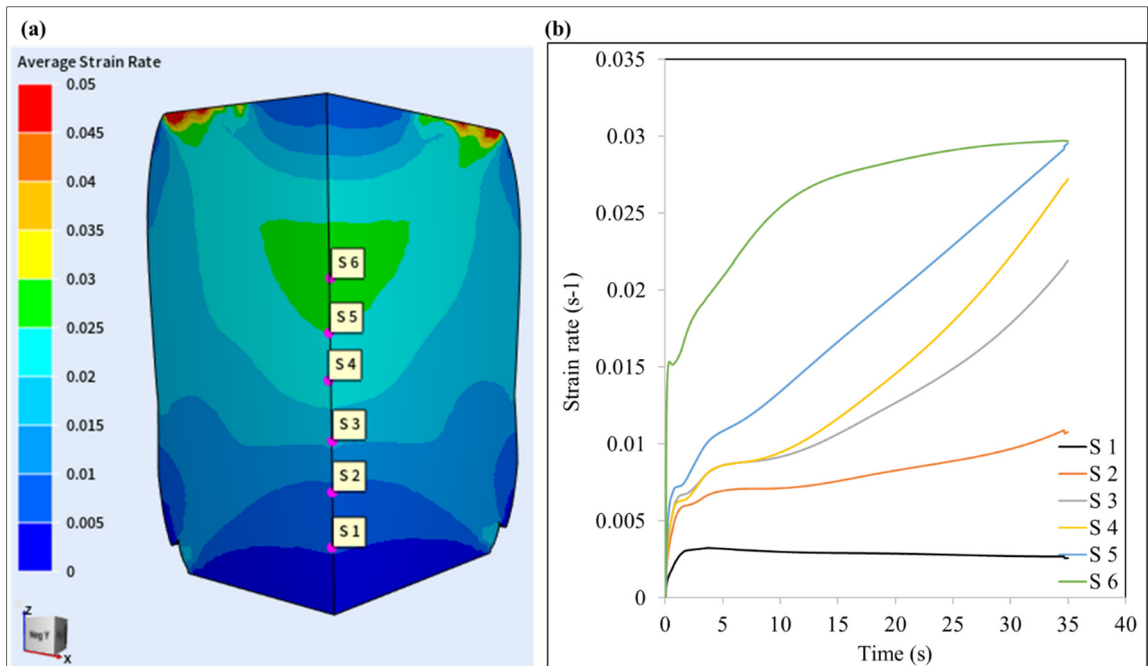 (a)
Average Strain Rate
0.05
0.045
0.04
0.035
0.03
0.025
0.02
0.015
0.01
0.005
0
S 6
S 5
S 4
S 3
S 2
S 1
Z
Neg Y
X
(b)
0.035
0.03
0.025
0.02
0.015
0.01
0.005
0
Strain rate (s-1)
0 5 10 15 20 25 30 35 40
Time (s)
S 1
S 2
S 3
S 4
S 5
S 6